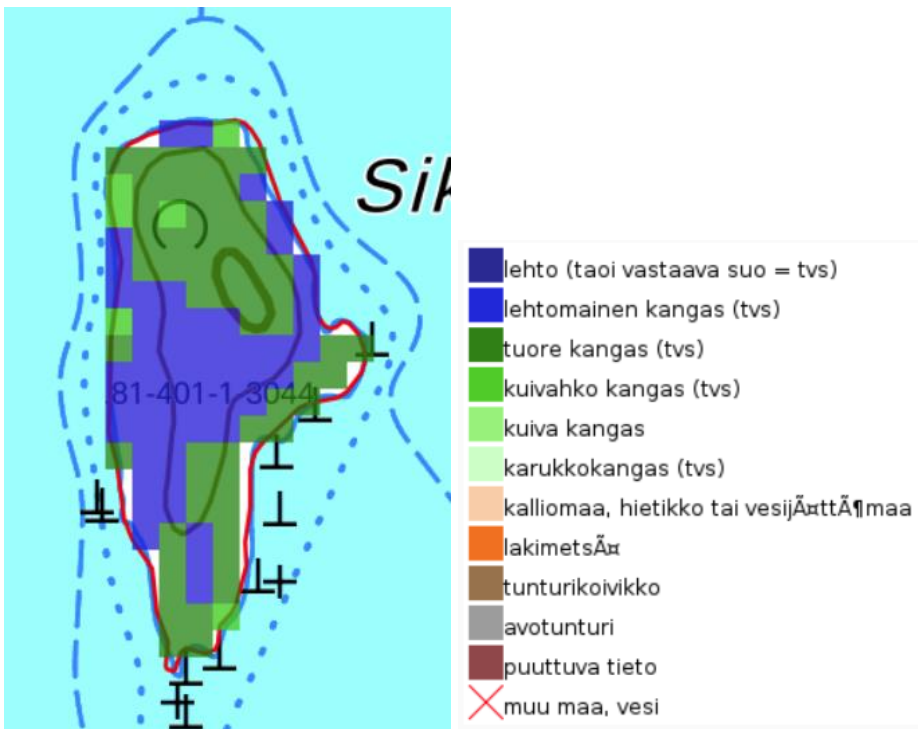 Sik
81-401-1-3044
lehto (taoi vastaava suo = tvs)
lehtomainen kangas (tvs)
tuore kangas (tvs)
kuivahko kangas (tvs)
kuiva kangas
karukkokangas (tvs)
kalliomaa, hietikko tai vesijÃ¤ttÃ¶maa
lakimetsÃ¤
tunturikoivikko
avotunturi
puuttuva tieto
muu maa, vesi